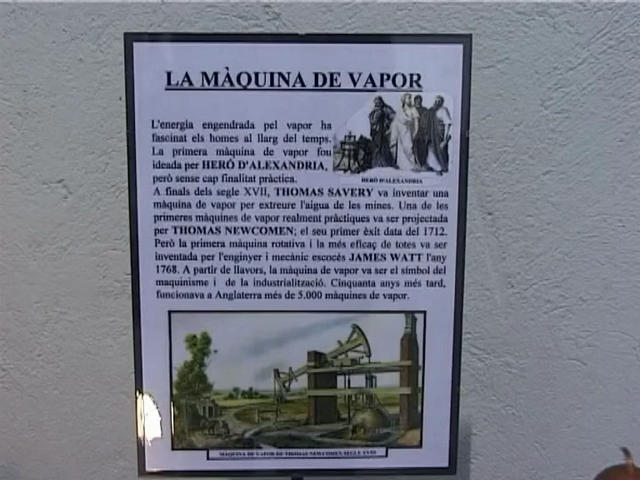 LA MÀQUINA DE VAPOR
L'energia engendrada pel vapor ha
fascinat els homes al llarg del temps.
La primera màquina de vapor fou
ideada per HERÓ D'ALEXANDRIA,
però sense cap finalitat pràctica.
HERÓ D'ALEXANDRIA
A finals dels segle XVII, THOMAS SAVERY va inventar una
màquina de vapor per extreure l'aigua de les mines. Una de les
primeres màquines de vapor realment pràctiques va ser projectada
per THOMAS NEWCOMEN; el seu primer èxit data del 1712.
Però la primera màquina rotativa i la més eficaç de totes va ser
inventada per l'enginyer i mecànic escocès JAMES WATT l'any
1768. A partir de llavors, la màquina de vapor va ser el símbol del
maquinisme i de la industrialització. Cinquanta anys més tard,
funcionava a Anglaterra més de 5.000 màquines de vapor.
MÀQUINA DE VAPOR DE THOMAS NEWCOMEN SEGLE XVIII